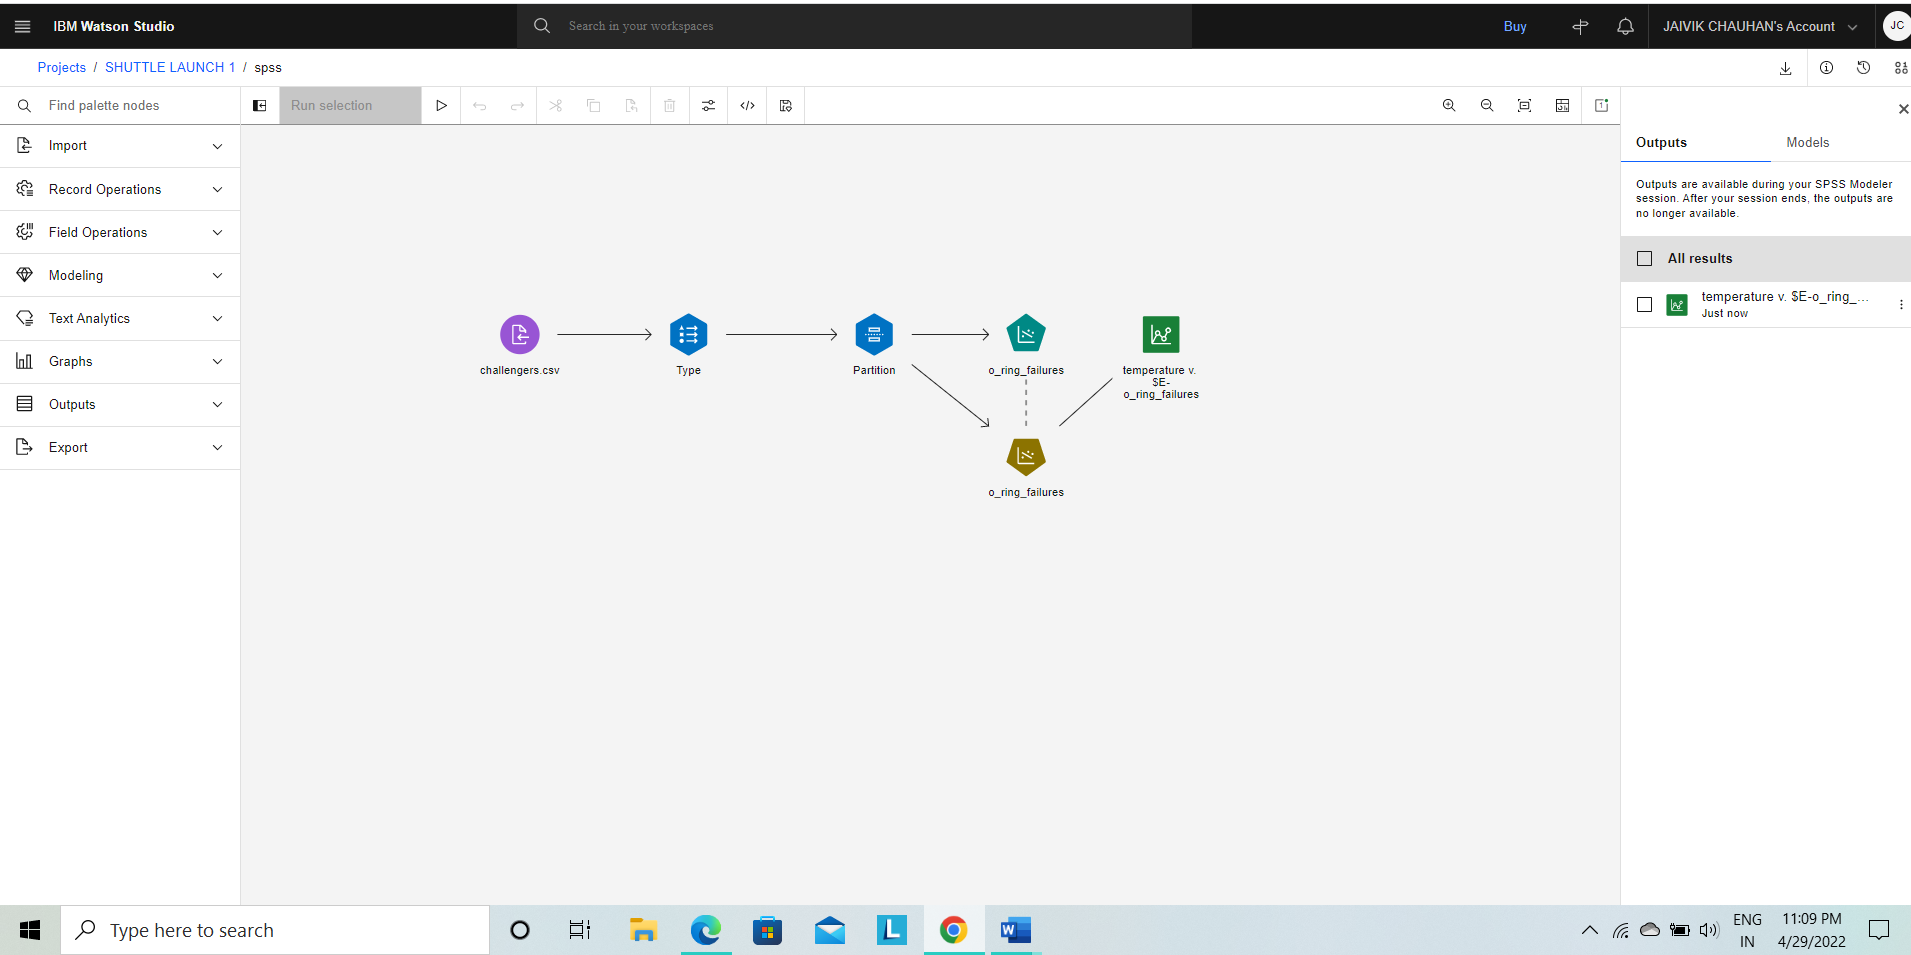 IBM Watson Studio
Search in your workspaces
Buy
JAIVIK CHAUHAN's Account
JC
Projects / SHUTTLE LAUNCH 1 / spss
Find palette nodes
Run selection
Import
Record Operations
Field Operations
Modeling
Text Analytics
Graphs
Outputs
Export
challengers.csv
Type
Partition
o_ring_failures
temperature v.
$E-
o_ring_failures
o_ring_failures
Outputs
Models
Outputs are available during your SPSS Modeler
session. After your session ends, the outputs are
no longer available.
All results
temperature v. $E-o_ring_...
Just now
Type here to search
ENG
IN
11:09 PM
4/29/2022